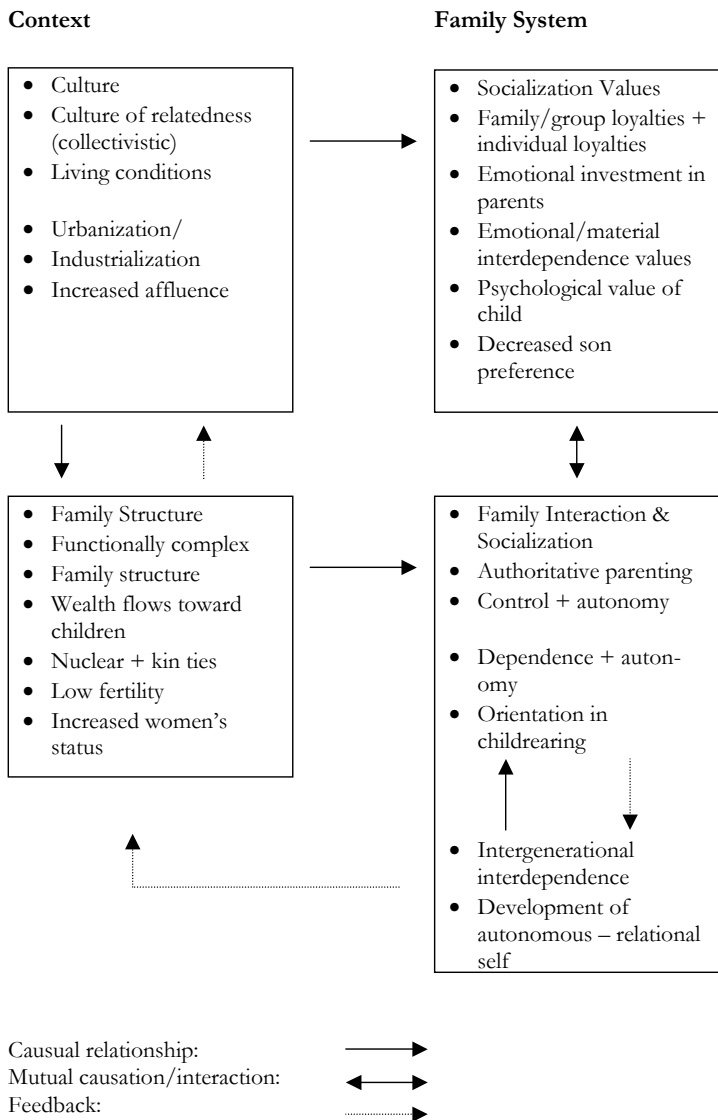 Context
Family System
• Culture
• Culture of relatedness
(collectivistic)
• Living conditions
• Urbanization/
• Industrialization
• Increased affluence
• Socialization Values
• Family/group loyalties +
individual loyalties
• Emotional investment in
parents
• Emotional/material
interdependence values
• Psychological value of
child
• Decreased son
preference
• Family Structure
• Functionally complex
• Family structure
• Wealth flows toward
children
• Nuclear + kin ties
• Low fertility
• Increased women’s
status
• Family Interaction &
Socialization
• Authoritative parenting
• Control + autonomy
• Dependence + auton-
omy
• Orientation in
childrearing
• Intergenerational
interdependence
• Development of
autonomous – relational
self
Causual relationship:
Mutual causation/interaction:
Feedback: